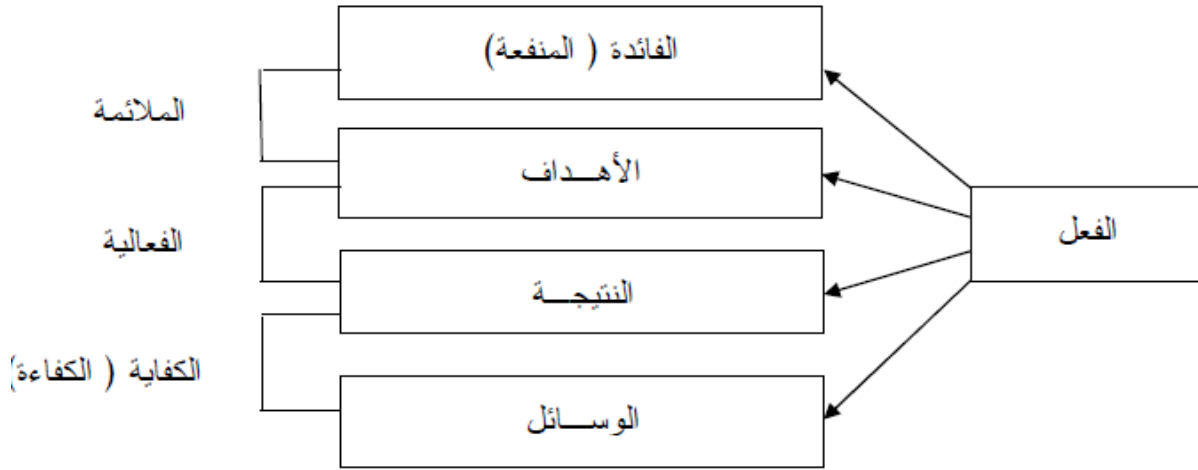 الفائدة ( المنفعة)
الملائمة
الأهـــداف
الفعل
الفعالية
النتيجـــة
الكفاية ( الكفاءة)
الوســـائل